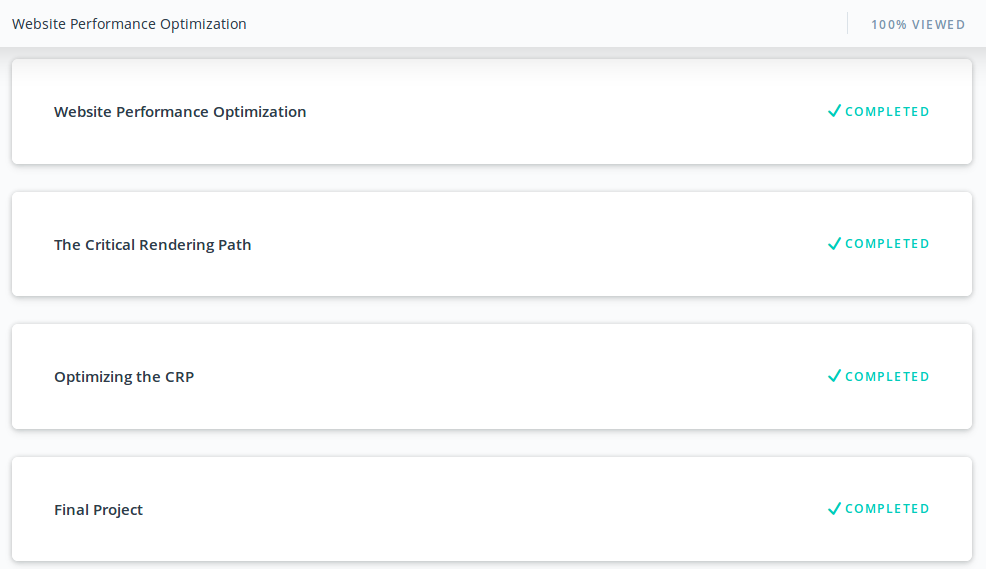 Website Performance Optimization
100% VIEWED
Website Performance Optimization
COMPLETED
The Critical Rendering Path
COMPLETED
Optimizing the CRP
COMPLETED
Final Project
COMPLETED